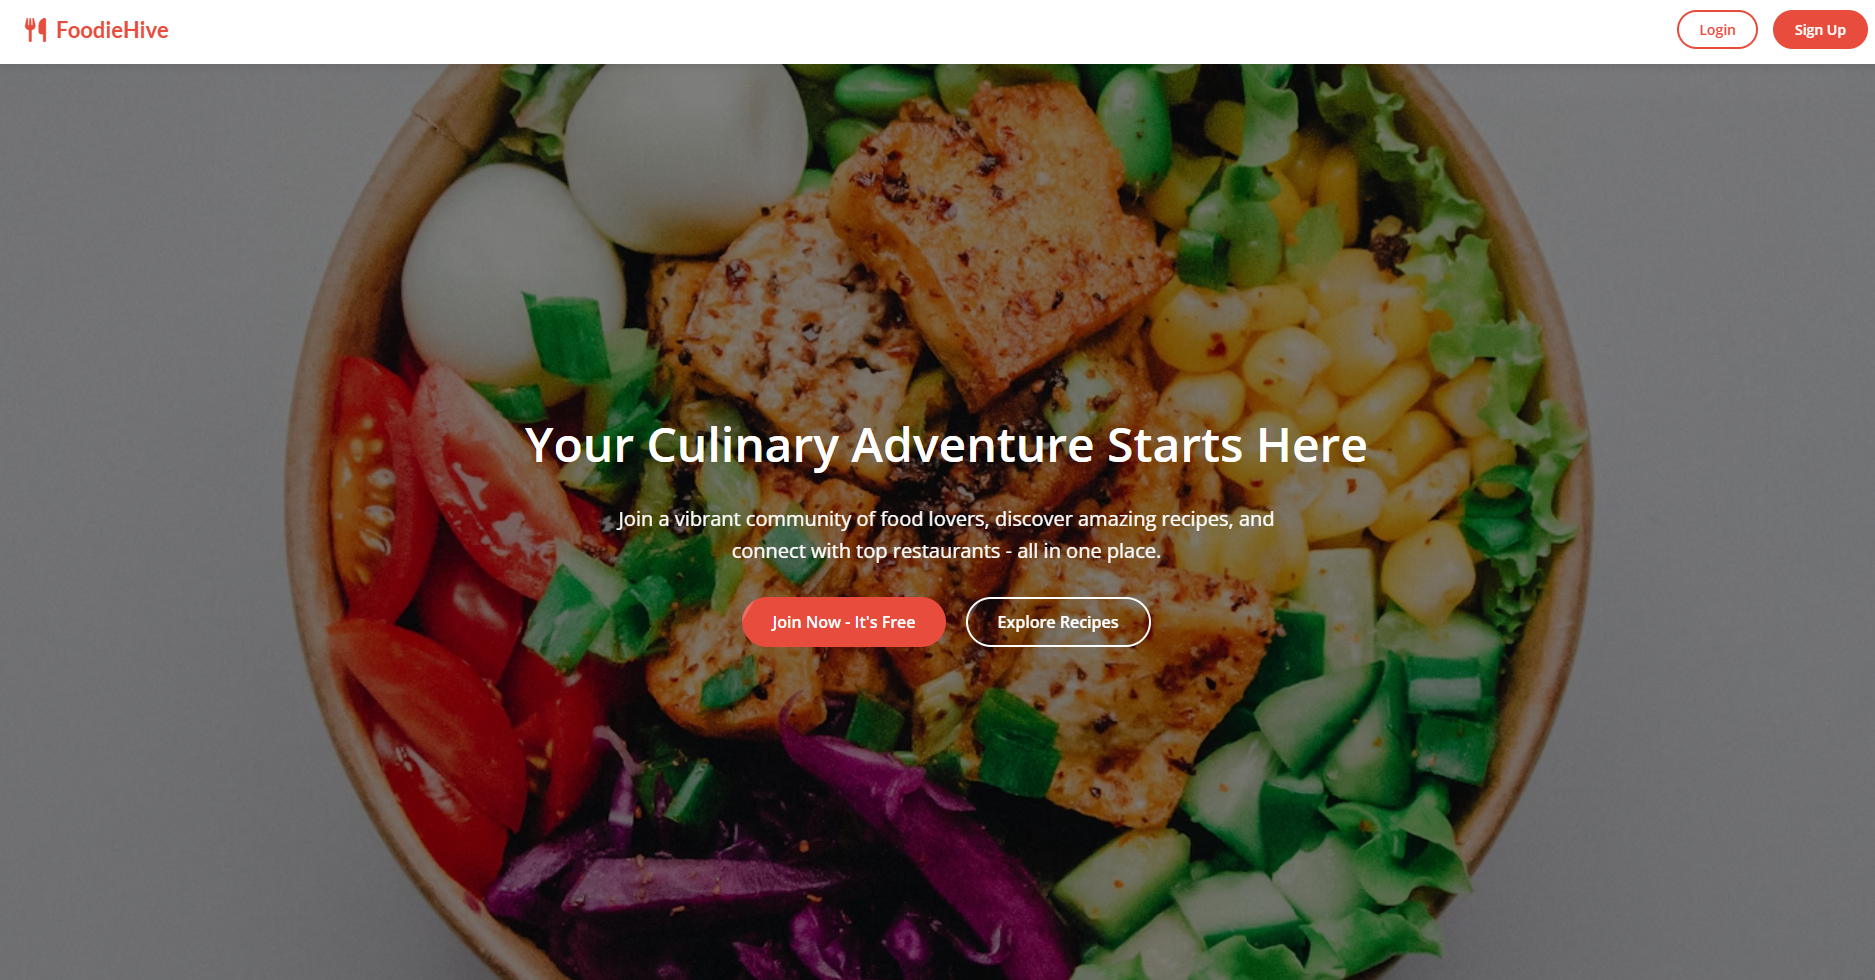 FoodieHive
Login
Sign Up
Your Culinary Adventure Starts Here
Join a vibrant community of food lovers, discover amazing recipes, and
connect with top restaurants - all in one place.
Join Now - It's Free
Explore Recipes